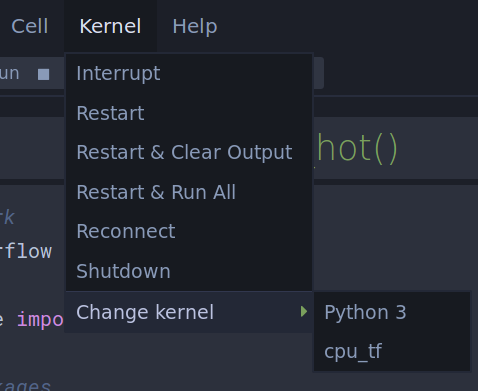 Cell Kernel Help
un
Interrupt
Restart
hot()
Restart & Clear Output
Restart & Run All
rk
Reconnect
rflow
Shutdown
Change kernel Python 3
e impo
cpu_tf
kages